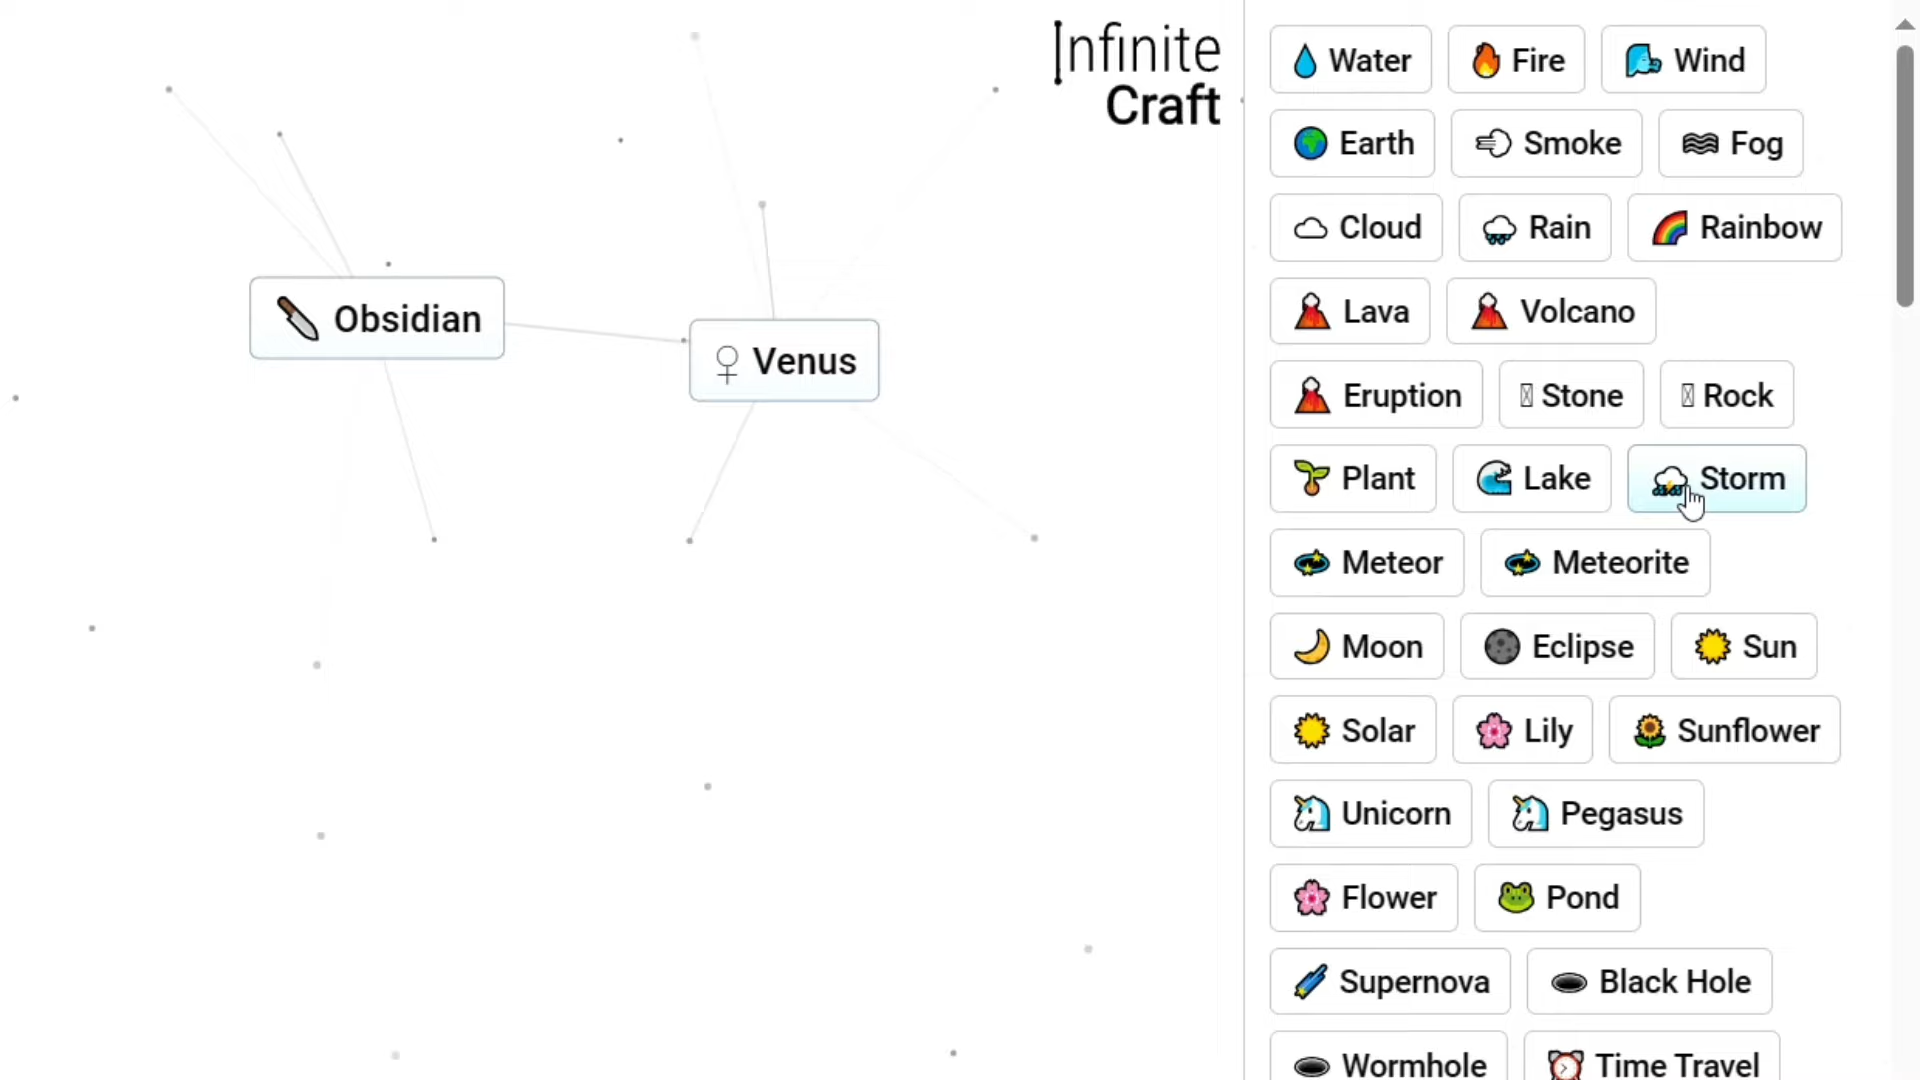 Infinite
Craft
Obsidian
Venus
Water Fire Wind
Earth Smoke Fog
Cloud Rain Rainbow
Lava Volcano
Eruption Stone Rock
Plant Lake Storm
Meteor Meteorite
Moon Eclipse Sun
Solar Lily Sunflower
Unicorn Pegasus
Flower Pond
Supernova Black Hole
Wormhole Time Travel